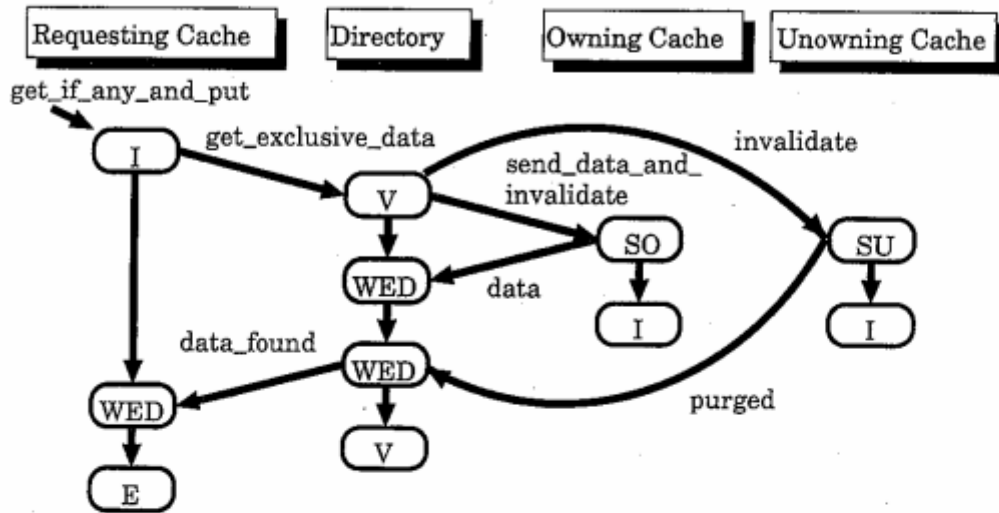 Requesting Cache
Directory
Owning Cache
Unowning Cache
get_if_any_and_put
I
get_exclusive_data
invalidate
send_data_and_
invalidate
V
SO
SU
WED
data
I
I
data_found
WED
purged
WED
V
E